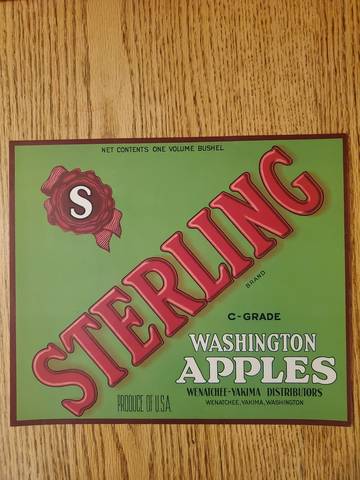 NET CONTENTS ONE VOLUME BUSHEL
S
STERLING
BRAND
C-GRADE
WASHINGTON
APPLES
WENATCHEE-YAKIMA DISTRIBUTORS
WENATCHEE, YAKIMA, WASHINGTON
PRODUCE OF U.S.A.